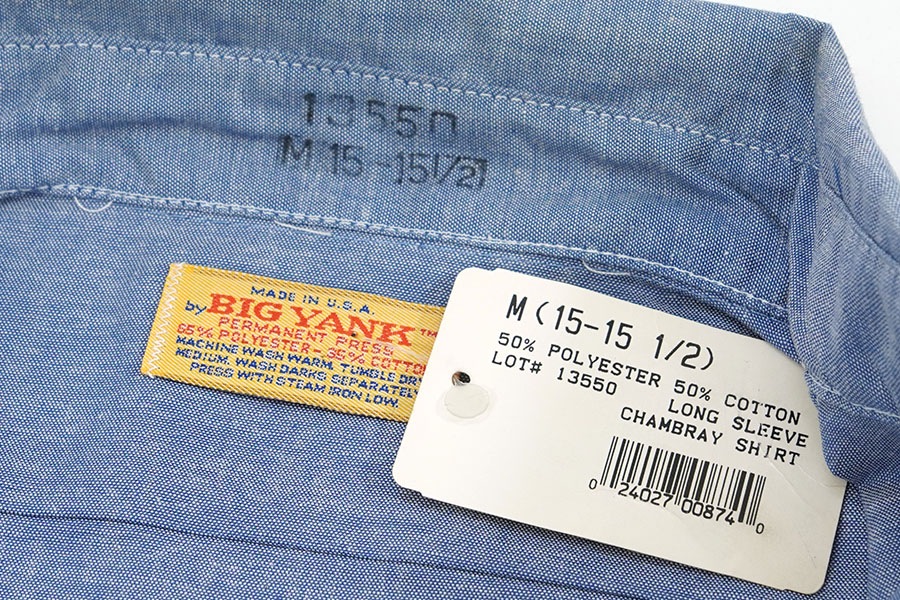 13550
M 15-15 1/2
MADE IN U.S.A.
by BIG YANK™
PERMANENT PRESS
65% POLYESTER 35% COTTON
MACHINE WASH WARM, TUMBLE DRY
MEDIUM. WASH DARKS SEPARATELY
PRESS WITH STEAM IRON LOW.
M (15-15 1/2)
50% POLYESTER 50% COTTON
LOT# 13550 LONG SLEEVE
CHAMBRAY SHIRT
0 24027 00874 0